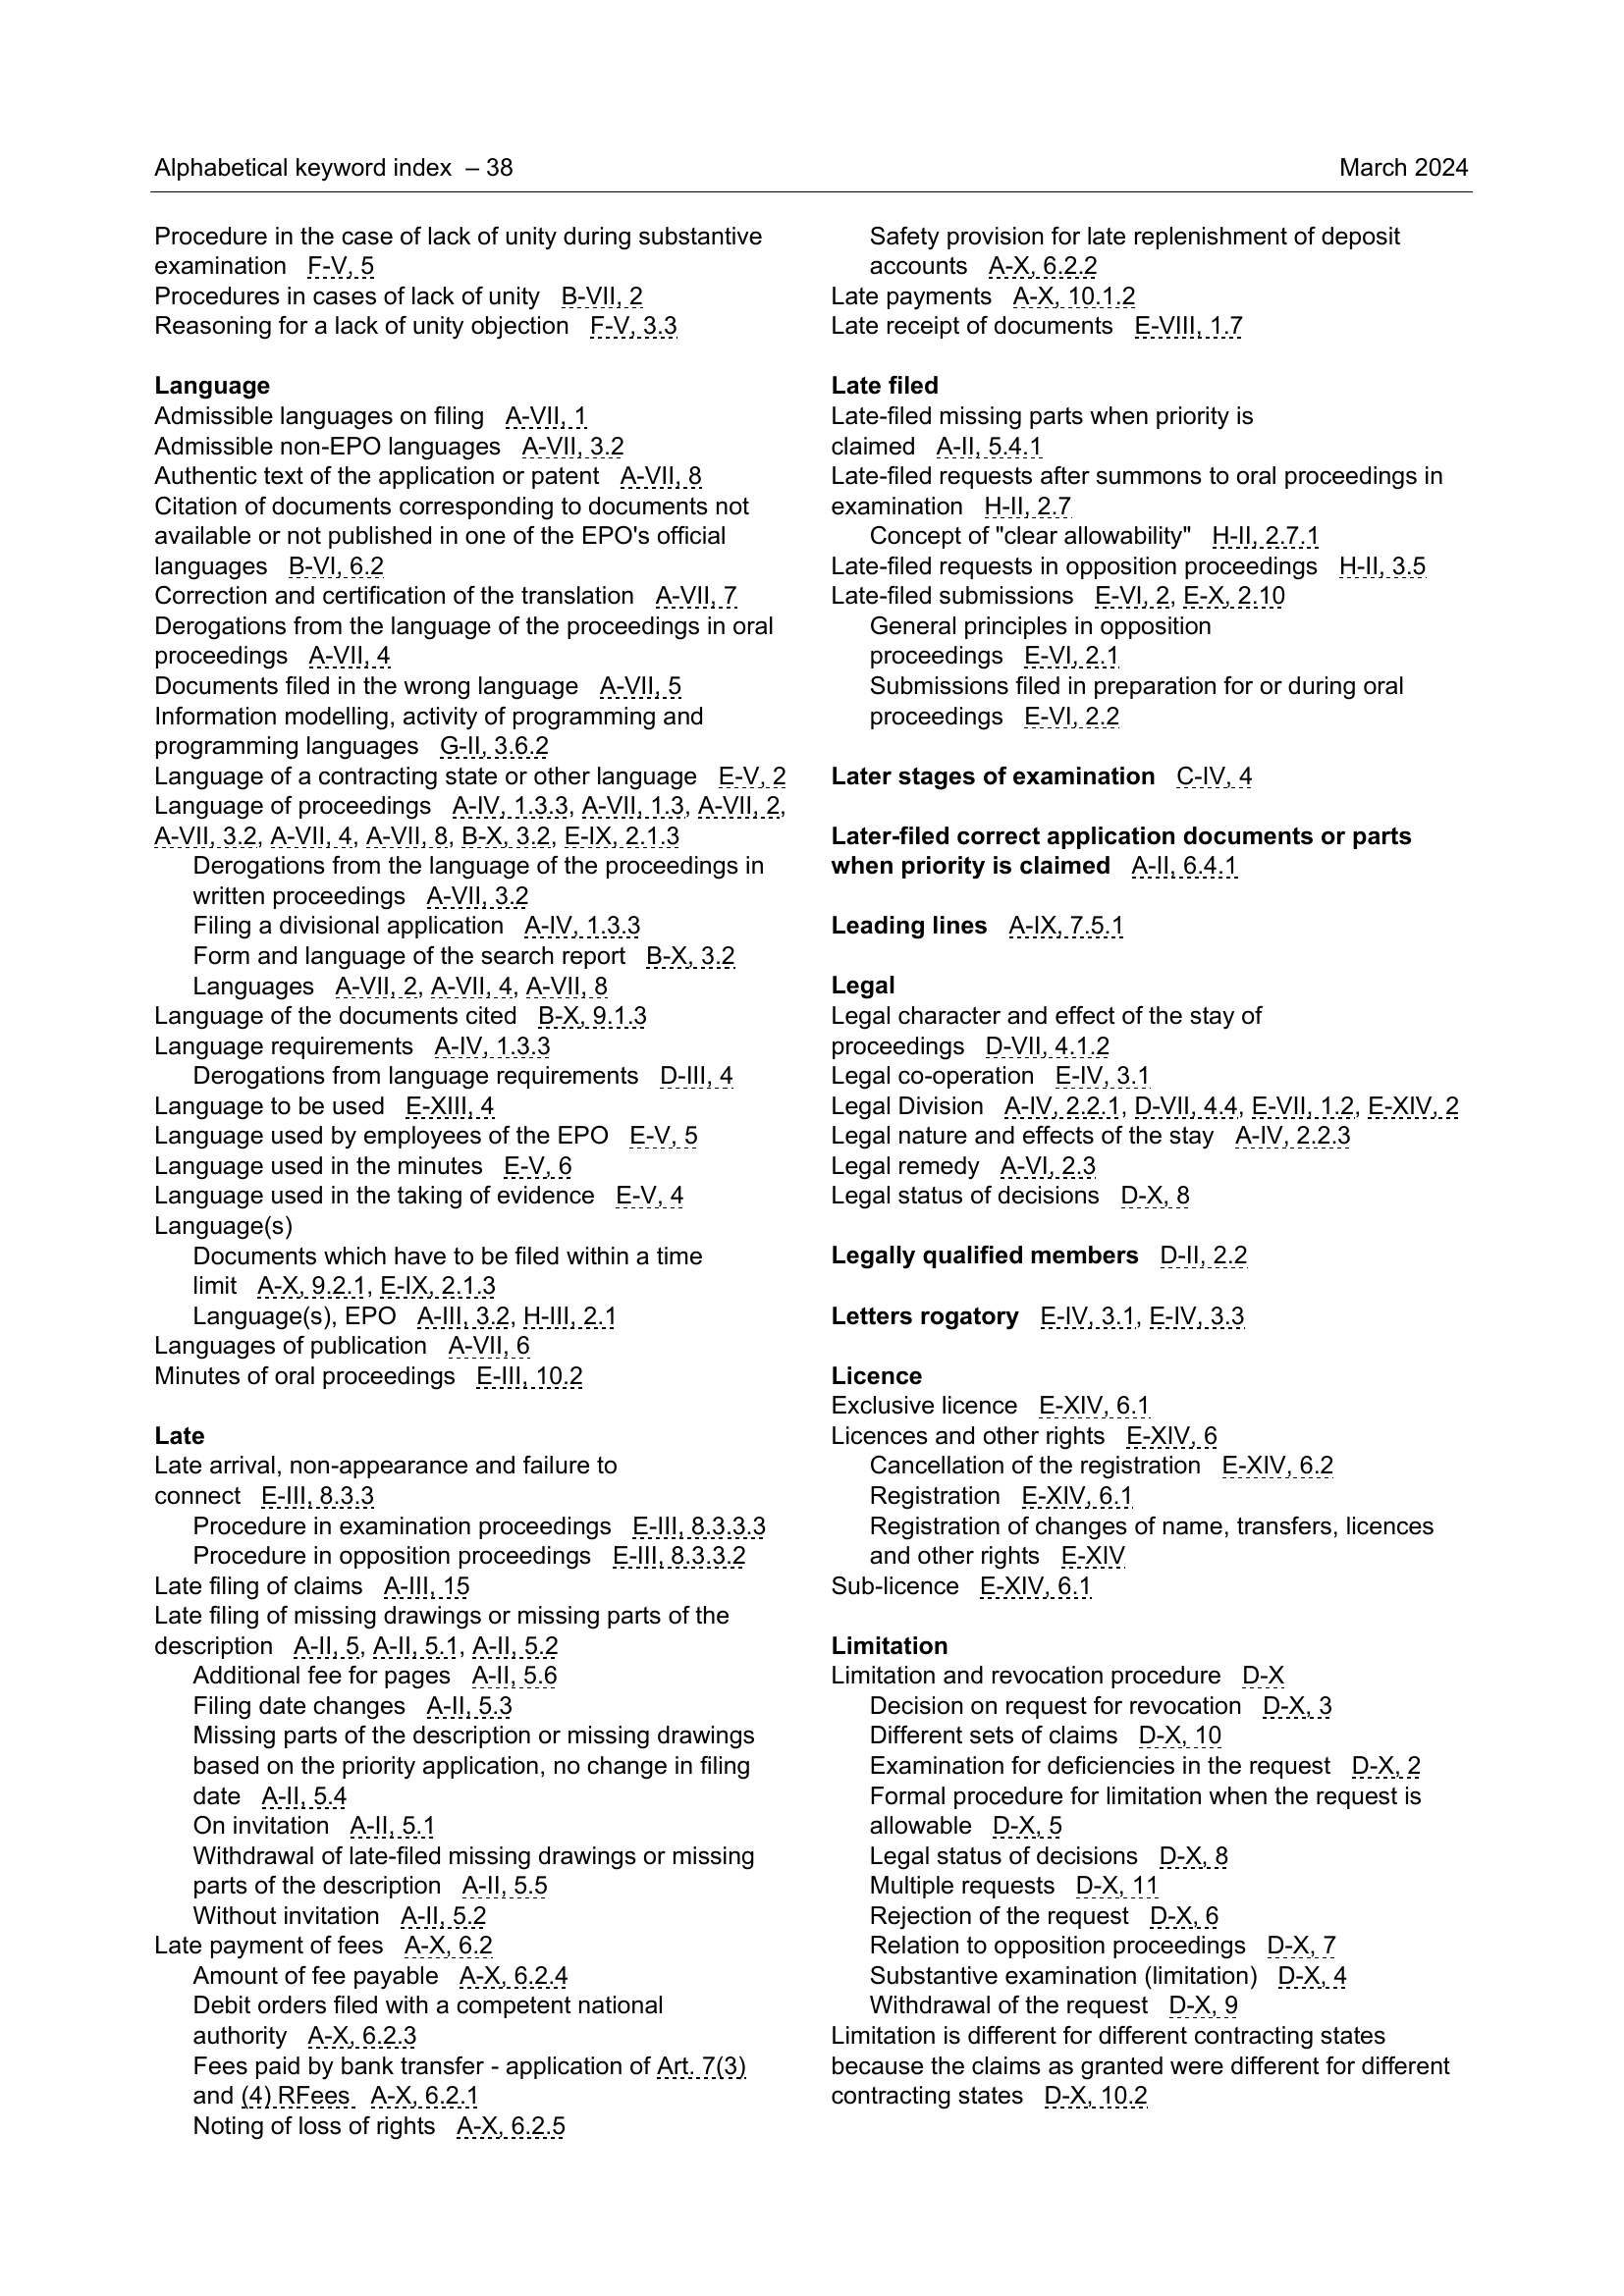 Alphabetical keyword index – 38
March 2024
Procedure in the case of lack of unity during substantive
examination F-V, 5
Procedures in cases of lack of unity B-VII, 2
Reasoning for a lack of unity objection F-V, 3.3
Language
Admissible languages on filing A-VII, 1
Admissible non-EPO languages A-VII, 3.2
Authentic text of the application or patent A-VII, 8
Citation of documents corresponding to documents not
available or not published in one of the EPO's official
languages B-VI, 6.2
Correction and certification of the translation A-VII, 7
Derogations from the language of the proceedings in oral
proceedings A-VII, 4
Documents filed in the wrong language A-VII, 5
Information modelling, activity of programming and
programming languages G-II, 3.6.2
Language of a contracting state or other language E-V, 2
Language of proceedings A-IV, 1.3.3, A-VII, 1.3, A-VII, 2,
A-VII, 3.2, A-VII, 4, A-VII, 8, B-X, 3.2, E-IX, 2.1.3
Derogations from the language of the proceedings in
written proceedings A-VII, 3.2
Filing a divisional application A-IV, 1.3.3
Form and language of the search report B-X, 3.2
Languages A-VII, 2, A-VII, 4, A-VII, 8
Language of the documents cited B-X, 9.1.3
Language requirements A-IV, 1.3.3
Derogations from language requirements D-III, 4
Language to be used E-XIII, 4
Language used by employees of the EPO E-V, 5
Language used in the minutes E-V, 6
Language used in the taking of evidence E-V, 4
Language(s)
Documents which have to be filed within a time
limit A-X, 9.2.1, E-IX, 2.1.3
Language(s), EPO A-III, 3.2, H-III, 2.1
Languages of publication A-VII, 6
Minutes of oral proceedings E-III, 10.2
Late
Late arrival, non-appearance and failure to
connect E-III, 8.3.3
Procedure in examination proceedings E-III, 8.3.3.3
Procedure in opposition proceedings E-III, 8.3.3.2
Late filing of claims A-III, 15
Late filing of missing drawings or missing parts of the
description A-II, 5, A-II, 5.1, A-II, 5.2
Additional fee for pages A-II, 5.6
Filing date changes A-II, 5.3
Missing parts of the description or missing drawings
based on the priority application, no change in filing
date A-II, 5.4
On invitation A-II, 5.1
Withdrawal of late-filed missing drawings or missing
parts of the description A-II, 5.5
Without invitation A-II, 5.2
Late payment of fees A-X, 6.2
Amount of fee payable A-X, 6.2.4
Debit orders filed with a competent national
authority A-X, 6.2.3
Fees paid by bank transfer - application of Art. 7(3)
and (4) RFees A-X, 6.2.1
Noting of loss of rights A-X, 6.2.5
Safety provision for late replenishment of deposit
accounts A-X, 6.2.2
Late payments A-X, 10.1.2
Late receipt of documents E-VIII, 1.7
Late filed
Late-filed missing parts when priority is
claimed A-II, 5.4.1
Late-filed requests after summons to oral proceedings in
examination H-II, 2.7
Concept of "clear allowability" H-II, 2.7.1
Late-filed requests in opposition proceedings H-II, 3.5
Late-filed submissions E-VI, 2, E-X, 2.10
General principles in opposition
proceedings E-VI, 2.1
Submissions filed in preparation for or during oral
proceedings E-VI, 2.2
Later stages of examination C-IV, 4
Later-filed correct application documents or parts
when priority is claimed A-II, 6.4.1
Leading lines A-IX, 7.5.1
Legal
Legal character and effect of the stay of
proceedings D-VII, 4.1.2
Legal co-operation E-IV, 3.1
Legal Division A-IV, 2.2.1, D-VII, 4.4, E-VII, 1.2, E-XIV, 2
Legal nature and effects of the stay A-IV, 2.2.3
Legal remedy A-VI, 2.3
Legal status of decisions D-X, 8
Legally qualified members D-II, 2.2
Letters rogatory E-IV, 3.1, E-IV, 3.3
Licence
Exclusive licence E-XIV, 6.1
Licences and other rights E-XIV, 6
Cancellation of the registration E-XIV, 6.2
Registration E-XIV, 6.1
Registration of changes of name, transfers, licences
and other rights E-XIV
Sub-licence E-XIV, 6.1
Limitation
Limitation and revocation procedure D-X
Decision on request for revocation D-X, 3
Different sets of claims D-X, 10
Examination for deficiencies in the request D-X, 2
Formal procedure for limitation when the request is
allowable D-X, 5
Legal status of decisions D-X, 8
Multiple requests D-X, 11
Rejection of the request D-X, 6
Relation to opposition proceedings D-X, 7
Substantive examination (limitation) D-X, 4
Withdrawal of the request D-X, 9
Limitation is different for different contracting states
because the claims as granted were different for different
contracting states D-X, 10.2